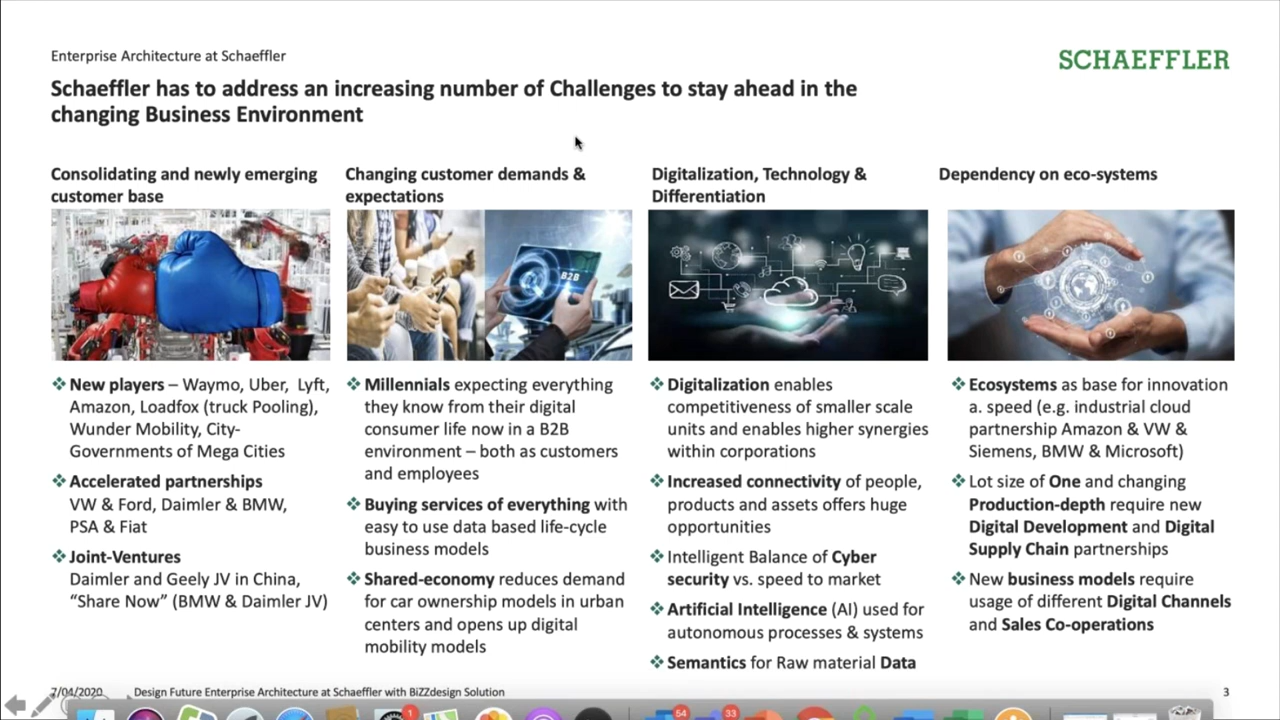 Enterprise Architecture at Schaeffler
SCHAEFFLER
Schaeffler has to address an increasing number of Challenges to stay ahead in the
changing Business Environment
Consolidating and newly emerging
customer base
❖ New players – Waymo, Uber, Lyft,
Amazon, Loadfox (truck Pooling),
Wunder Mobility, City-
Governments of Mega Cities
❖ Accelerated partnerships
VW & Ford, Daimler & BMW,
PSA & Fiat
❖ Joint-Ventures
Daimler and Geely JV in China,
“Share Now” (BMW & Daimler JV)
Changing customer demands &
expectations
B2B
❖ Millennials expecting everything
they know from their digital
consumer life now in a B2B
environment – both as customers
and employees
❖ Buying services of everything with
easy to use data based life-cycle
business models
❖ Shared-economy reduces demand
for car ownership models in urban
centers and opens up digital
mobility models
Digitalization, Technology &
Differentiation
❖ Digitalization enables
competitiveness of smaller scale
units and enables higher synergies
within corporations
❖ Increased connectivity of people,
products and assets offers huge
opportunities
❖ Intelligent Balance of Cyber
security vs. speed to market
❖ Artificial Intelligence (AI) used for
autonomous processes & systems
❖ Semantics for Raw material Data
Dependency on eco-systems
❖ Ecosystems as base for innovation
a. speed (e.g. industrial cloud
partnership Amazon & VW &
Siemens, BMW & Microsoft)
❖ Lot size of One and changing
Production-depth require new
Digital Development and Digital
Supply Chain partnerships
❖ New business models require
usage of different Digital Channels
and Sales Co-operations
7/04/2020
Design Future Enterprise Architecture at Schaeffler with BiZZdesign Solution
3
1
54
33